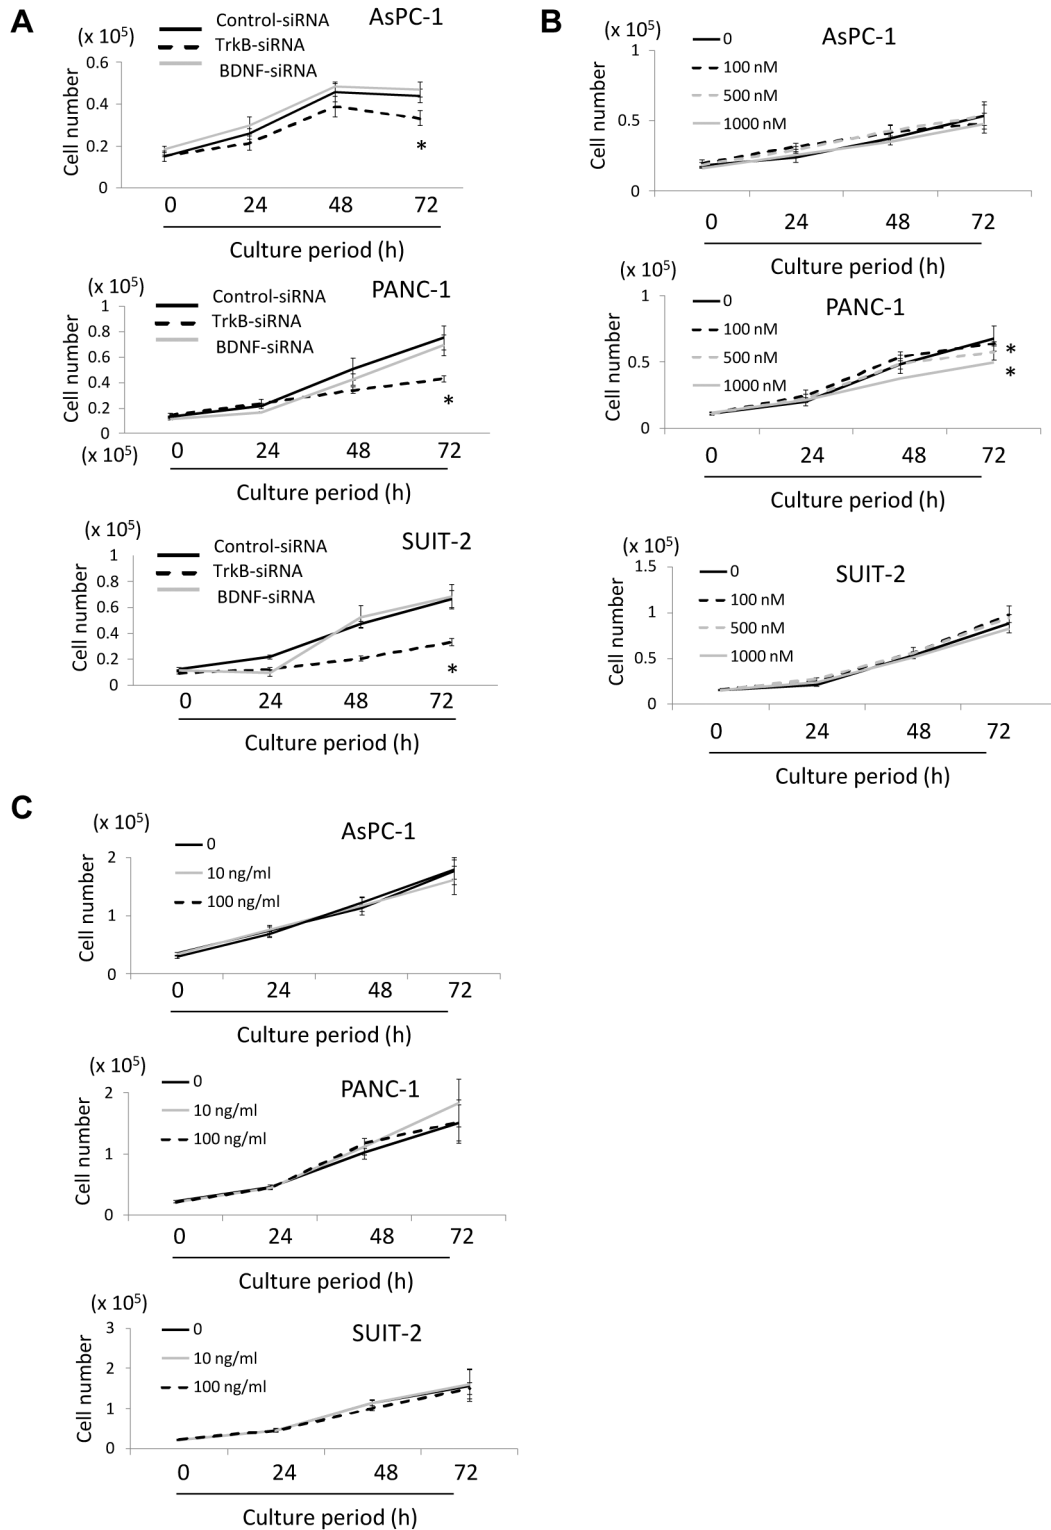 A
AsPC-1
(x 10⁵)
Control-siRNA
TrkB-siRNA
BDNF-siRNA
Cell number
0.6
0.4
0.2
0
*
0 24 48 72
Culture period (h)
PANC-1
(x 10⁵)
Control-siRNA
TrkB-siRNA
BDNF-siRNA
Cell number
1
0.8
0.6
0.4
0.2
0
*
(x 10⁵)
0 24 48 72
Culture period (h)
SUIT-2
(x 10⁵)
Control-siRNA
TrkB-siRNA
BDNF-siRNA
Cell number
1
0.8
0.6
0.4
0.2
0
*
0 24 48 72
Culture period (h)
B
AsPC-1
(x 10⁵)
0
100 nM
500 nM
1000 nM
Cell number
1
0.5
0
0 24 48 72
Culture period (h)
PANC-1
(x 10⁵)
0
100 nM
500 nM
1000 nM
Cell number
1
0.5
0
*
*
0 24 48 72
Culture period (h)
SUIT-2
(x 10⁵)
0
100 nM
500 nM
1000 nM
Cell number
1.5
1
0.5
0
0 24 48 72
Culture period (h)
C
AsPC-1
(x 10⁵)
0
10 ng/ml
100 ng/ml
Cell number
2
1
0
0 24 48 72
Culture period (h)
PANC-1
(x 10⁵)
0
10 ng/ml
100 ng/ml
Cell number
2
1
0
0 24 48 72
Culture period (h)
SUIT-2
(x 10⁵)
0
10 ng/ml
100 ng/ml
Cell number
3
2
1
0
0 24 48 72
Culture period (h)